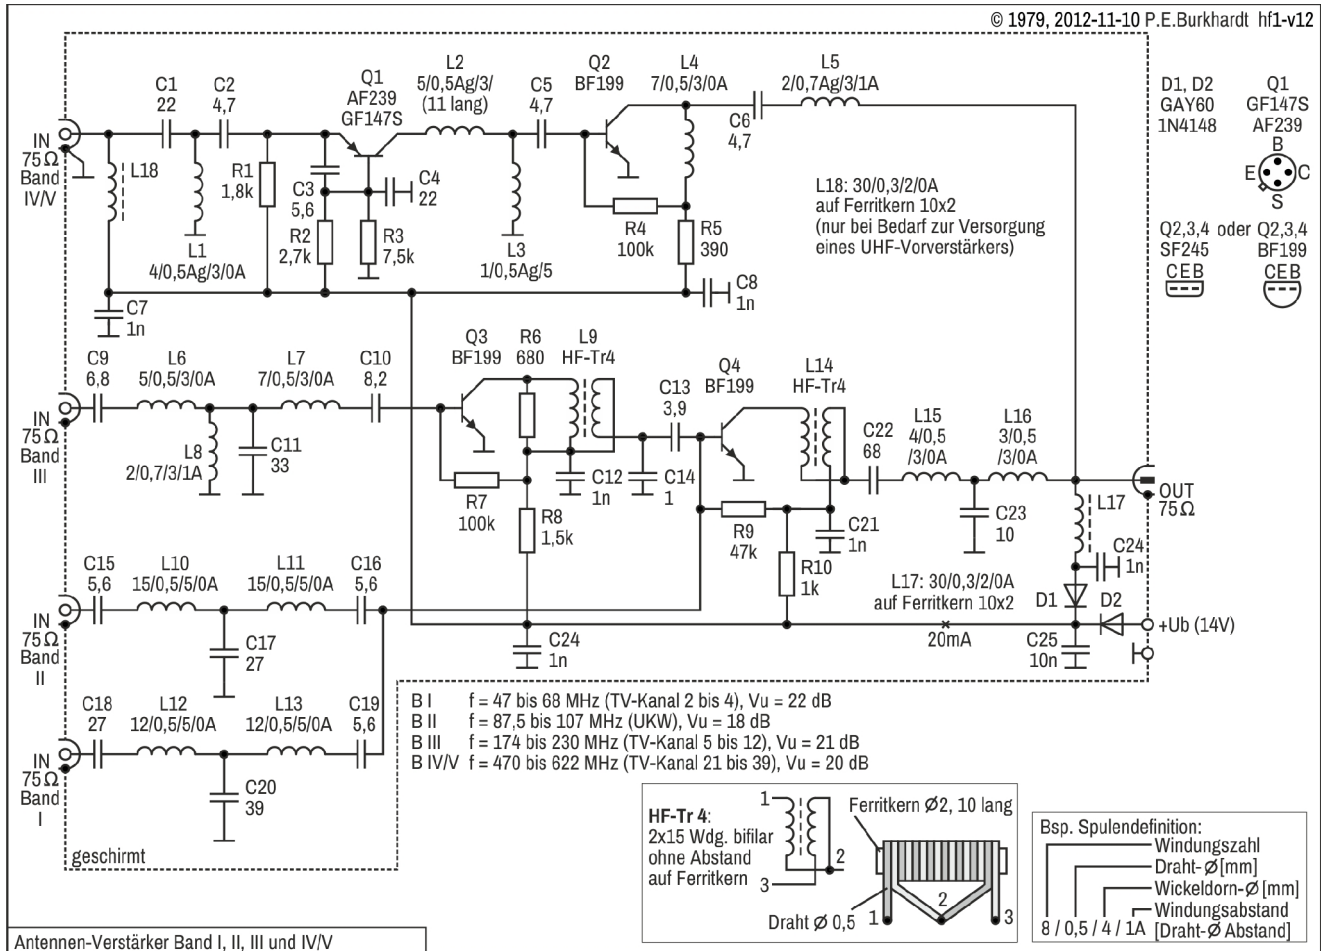 © 1979, 2012-11-10 P.E.Burkhardt hf1-v12
IN
75Ω
Band
IV/V
C1
22
C2
4,7
L18
L1
4/0,5Ag/3/0A
R1
1,8k
C3
5,6
R2
2,7k
Q1
AF239
GF147S
C4
22
R3
7,5k
L2
5/0,5Ag/3/
(11 lang)
L3
1/0,5Ag/5
C5
4,7
Q2
BF199
R4
100k
L4
7/0,5/3/0A
R5
390
C6
4,7
L5
2/0,7Ag/3/1A
C7
1n
C8
1n
L18: 30/0,3/2/0A
auf Ferritkern 10x2
(nur bei Bedarf zur Versorgung
eines UHF-Vorverstärkers)
D1, D2
GAY60
1N4148
Q1
GF147S
AF239
B
E
C
S
Q2,3,4 oder Q2,3,4
SF245
BF199
CEB
CEB
IN
75Ω
Band
III
C9
6,8
L6
5/0,5/3/0A
L7
7/0,5/3/0A
C10
8,2
L8
2/0,7/3/1A
C11
33
Q3
BF199
R6
680
L9
HF-Tr4
R7
100k
R8
1,5k
C12
1n
C13
3,9
C14
1
Q4
BF199
L14
HF-Tr4
R9
47k
R10
1k
C21
1n
C22
68
L15
4/0,5
/3/0A
L16
3/0,5
/3/0A
C23
10
OUT
75Ω
L17
C24
1n
L17: 30/0,3/2/0A
auf Ferritkern 10x2
D1
D2
20mA
C25
10n
+Ub (14V)
IN
75Ω
Band
II
C15
5,6
L10
15/0,5/5/0A
L11
15/0,5/5/0A
C16
5,6
C17
27
C24
1n
IN
75Ω
Band
I
C18
27
L12
12/0,5/5/0A
L13
12/0,5/5/0A
C19
5,6
C20
39
geschirmt
B I f = 47 bis 68 MHz (TV-Kanal 2 bis 4), Vu = 22 dB
B II f = 87,5 bis 107 MHz (UKW), Vu = 18 dB
B III f = 174 bis 230 MHz (TV-Kanal 5 bis 12), Vu = 21 dB
B IV/V f = 470 bis 622 MHz (TV-Kanal 21 bis 39), Vu = 20 dB
HF-Tr 4:
2x15 Wdg. bifilar
ohne Abstand
auf Ferritkern
1
2
3
Ferritkern Ø2, 10 lang
Draht Ø 0,5
1
2
3
Bsp. Spulendefinition:
Windungszahl
Draht-Ø [mm]
Wickeldorn-Ø [mm]
Windungsabstand
[Draht-Ø Abstand]
8 / 0,5 / 4 / 1A
Antennen-Verstärker Band I, II, III und IV/V